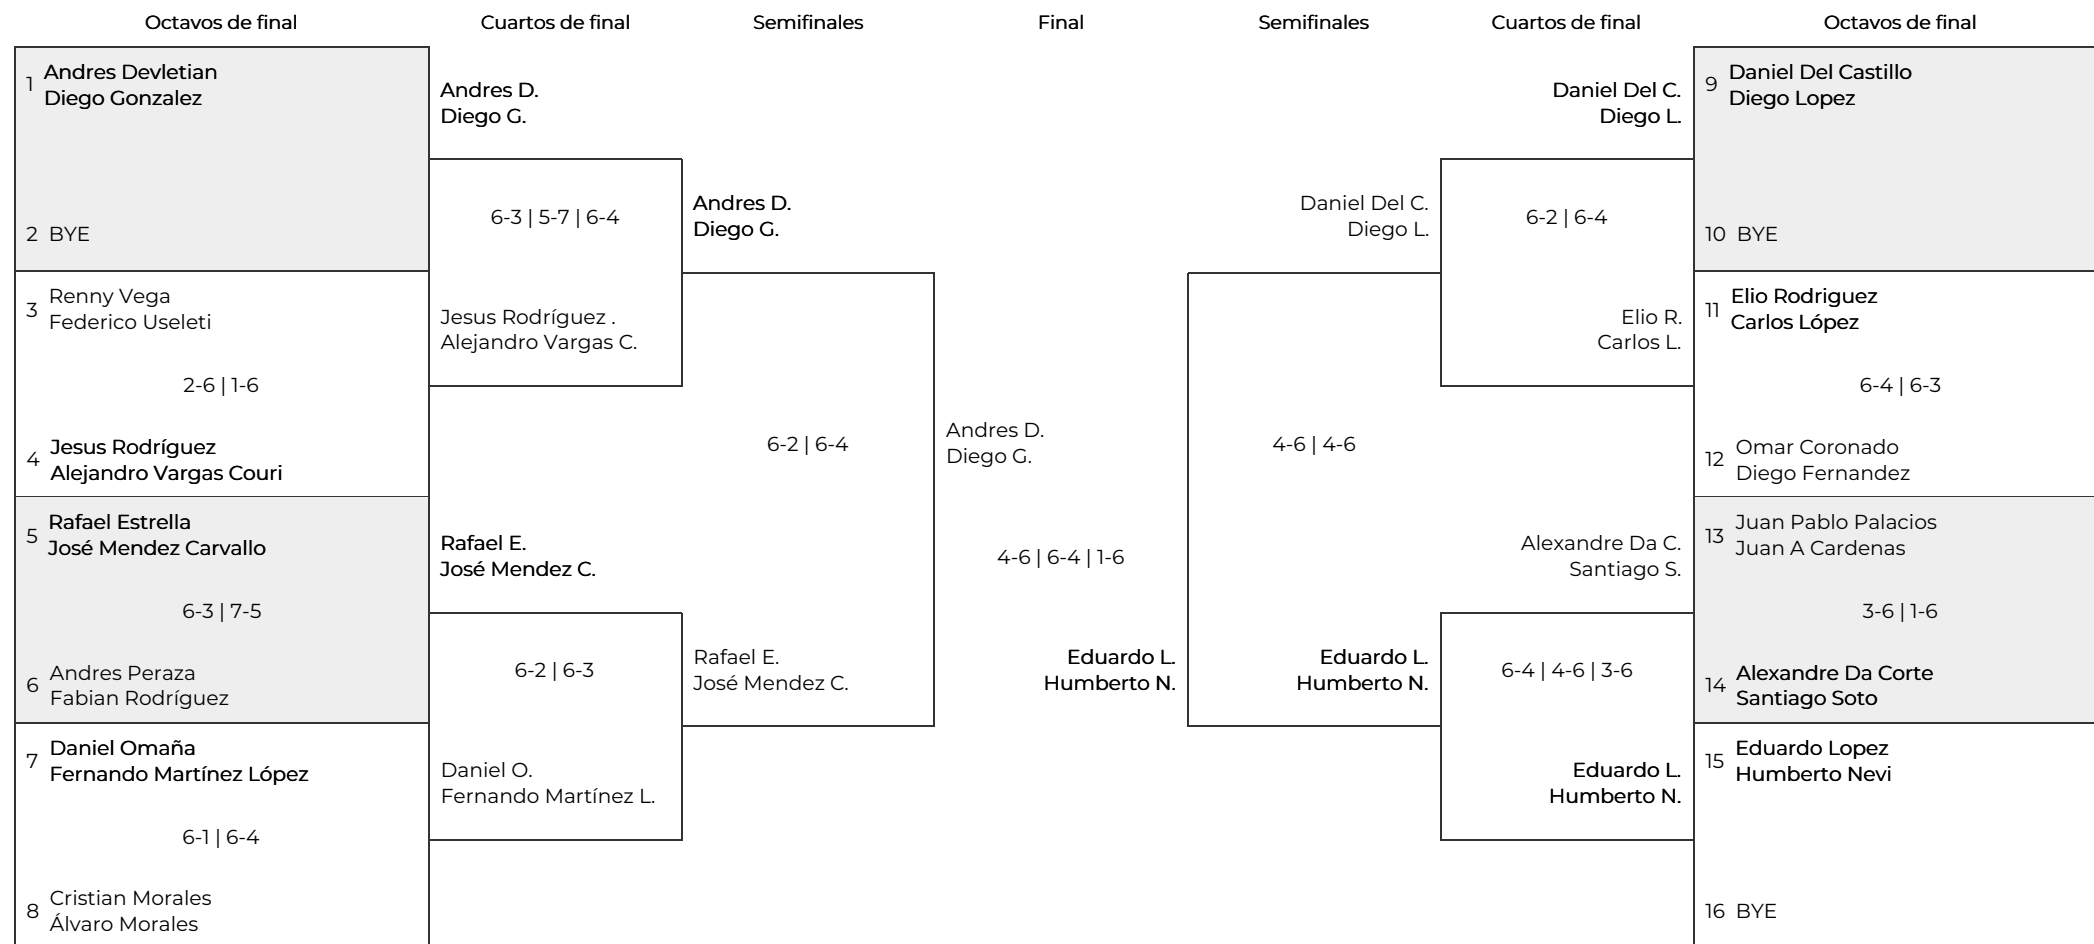 Octavos de final
Cuartos de final
Semifinales
Final
Semifinales
Cuartos de final
Octavos de final
1
Andres Devletian
Diego Gonzalez
2 BYE
3
Renny Vega
Federico Useleti
2-6 | 1-6
4
Jesus Rodríguez
Alejandro Vargas Couri
5
Rafael Estrella
José Mendez Carvallo
6-3 | 7-5
6
Andres Peraza
Fabian Rodríguez
7
Daniel Omaña
Fernando Martínez López
6-1 | 6-4
8
Cristian Morales
Álvaro Morales
Andres D.
Diego G.
6-3 | 5-7 | 6-4
Jesus Rodríguez .
Alejandro Vargas C.
Rafael E.
José Mendez C.
6-2 | 6-3
Daniel O.
Fernando Martínez L.
Andres D.
Diego G.
6-2 | 6-4
Rafael E.
José Mendez C.
Andres D.
Diego G.
4-6 | 6-4 | 1-6
Eduardo L.
Humberto N.
Daniel Del C.
Diego L.
4-6 | 4-6
Eduardo L.
Humberto N.
Daniel Del C.
Diego L.
6-2 | 6-4
Elio R.
Carlos L.
Alexandre Da C.
Santiago S.
6-4 | 4-6 | 3-6
Eduardo L.
Humberto N.
9
Daniel Del Castillo
Diego Lopez
10 BYE
11
Elio Rodriguez
Carlos López
6-4 | 6-3
12
Omar Coronado
Diego Fernandez
13
Juan Pablo Palacios
Juan A Cardenas
3-6 | 1-6
14
Alexandre Da Corte
Santiago Soto
15
Eduardo Lopez
Humberto Nevi
16 BYE